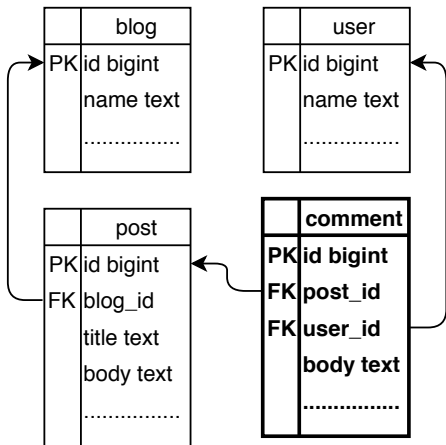 blog
PK id bigint
name text
................
user
PK id bigint
name text
................
post
PK id bigint
FK blog_id
title text
body text
................
comment
PK id bigint
FK post_id
FK user_id
body text
................